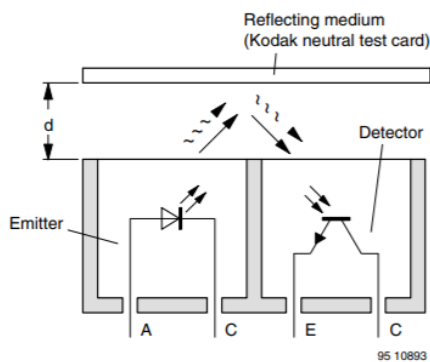 Reflecting medium
(Kodak neutral test card)
d
Detector
Emitter
A
C
E
C
95 10893